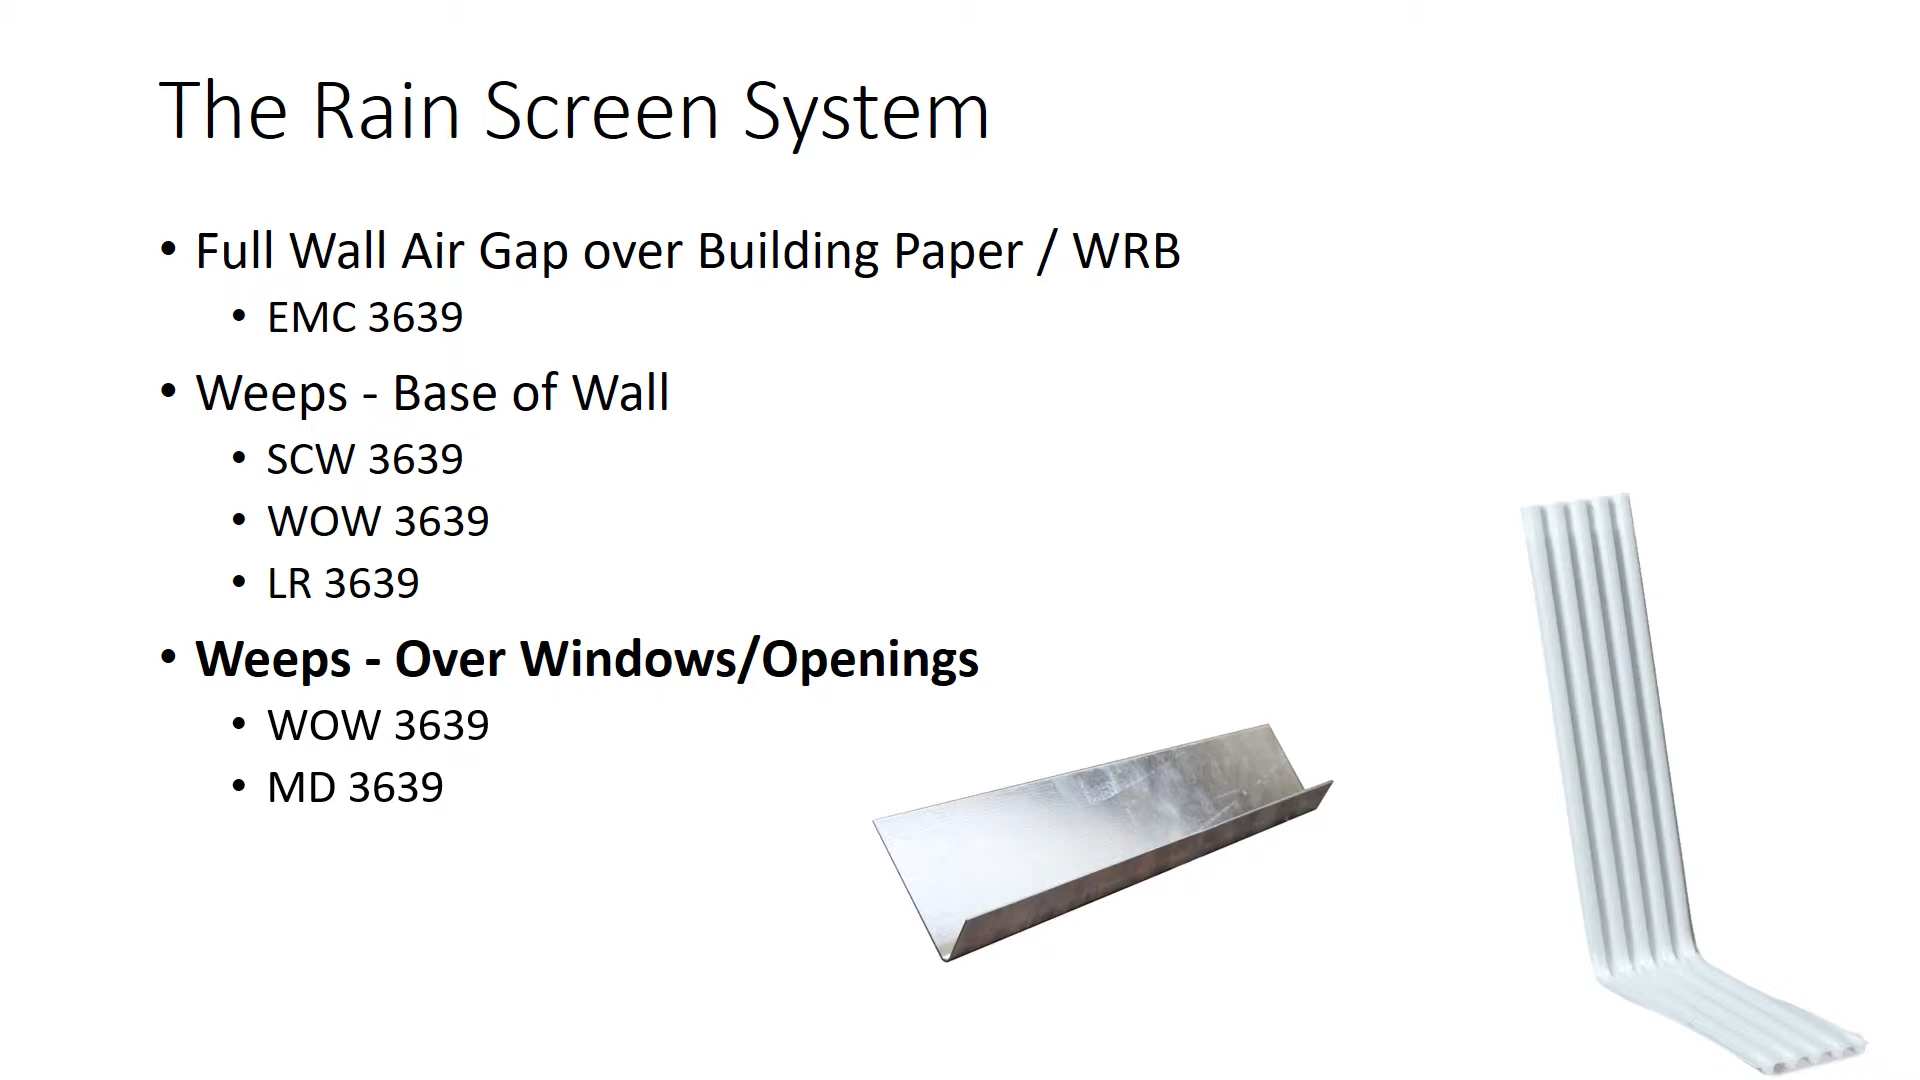 The Rain Screen System
• Full Wall Air Gap over Building Paper / WRB
• EMC 3639
• Weeps - Base of Wall
• SCW 3639
• WOW 3639
• LR 3639
• Weeps - Over Windows/Openings
• WOW 3639
• MD 3639